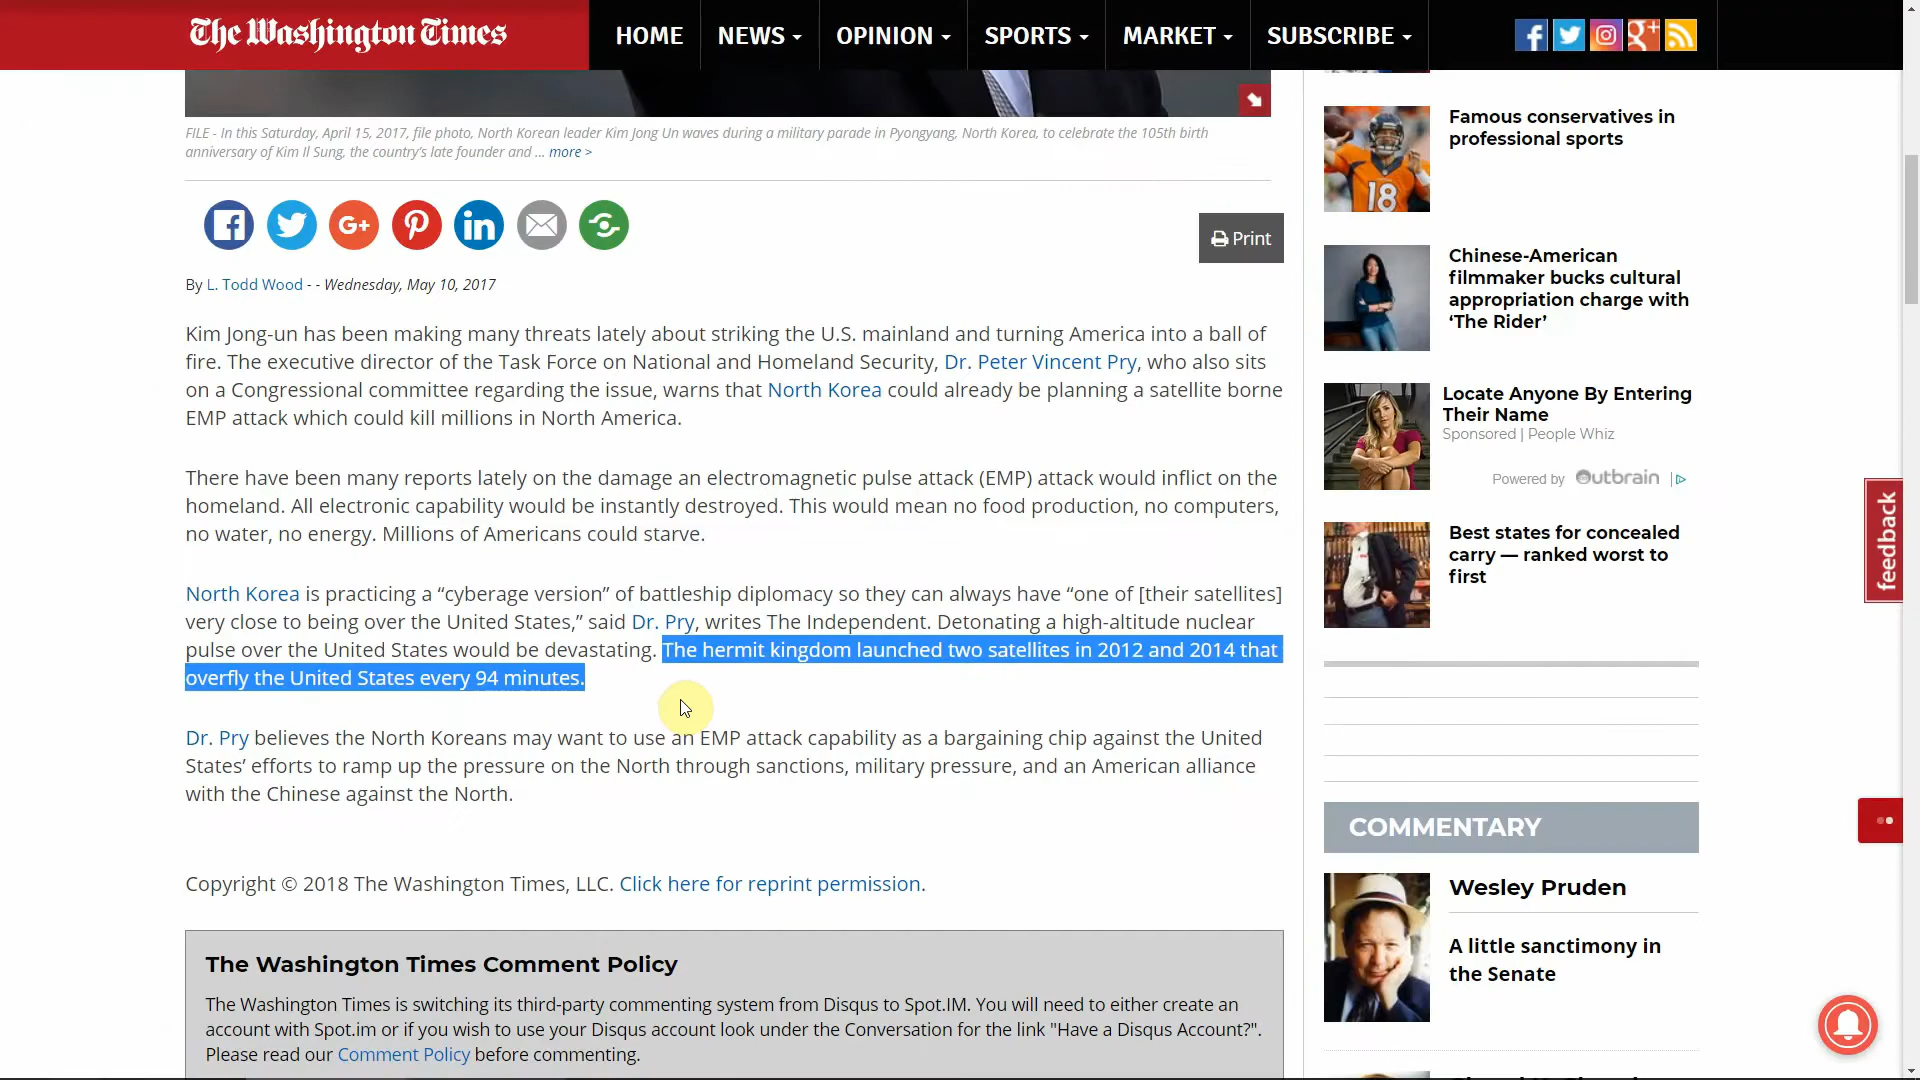 The Washington Times
HOME NEWS OPINION SPORTS MARKET SUBSCRIBE
FILE - In this Saturday, April 15, 2017, file photo, North Korean leader Kim Jong Un waves during a military parade in Pyongyang, North Korea, to celebrate the 105th birth
anniversary of Kim Il Sung, the country's late founder and ... more >
Print
By L. Todd Wood - - Wednesday, May 10, 2017
Kim Jong-un has been making many threats lately about striking the U.S. mainland and turning America into a ball of
fire. The executive director of the Task Force on National and Homeland Security, Dr. Peter Vincent Pry, who also sits
on a Congressional committee regarding the issue, warns that North Korea could already be planning a satellite borne
EMP attack which could kill millions in North America.
There have been many reports lately on the damage an electromagnetic pulse attack (EMP) attack would inflict on the
homeland. All electronic capability would be instantly destroyed. This would mean no food production, no computers,
no water, no energy. Millions of Americans could starve.
North Korea is practicing a “cyberage version” of battleship diplomacy so they can always have “one of [their satellites]
very close to being over the United States,” said Dr. Pry, writes The Independent. Detonating a high-altitude nuclear
pulse over the United States would be devastating. The hermit kingdom launched two satellites in 2012 and 2014 that
overfly the United States every 94 minutes.
Dr. Pry believes the North Koreans may want to use an EMP attack capability as a bargaining chip against the United
States’ efforts to ramp up the pressure on the North through sanctions, military pressure, and an American alliance
with the Chinese against the North.
Copyright © 2018 The Washington Times, LLC. Click here for reprint permission.
The Washington Times Comment Policy
The Washington Times is switching its third-party commenting system from Disqus to Spot.IM. You will need to either create an
account with Spot.im or if you wish to use your Disqus account look under the Conversation for the link "Have a Disqus Account?".
Please read our Comment Policy before commenting.
Famous conservatives in
professional sports
18
Chinese-American
filmmaker bucks cultural
appropriation charge with
‘The Rider’
Locate Anyone By Entering
Their Name
Sponsored | People Whiz
Powered by Outbrain
Best states for concealed
carry — ranked worst to
first
COMMENTARY
Wesley Pruden
A little sanctimony in
the Senate
feedback